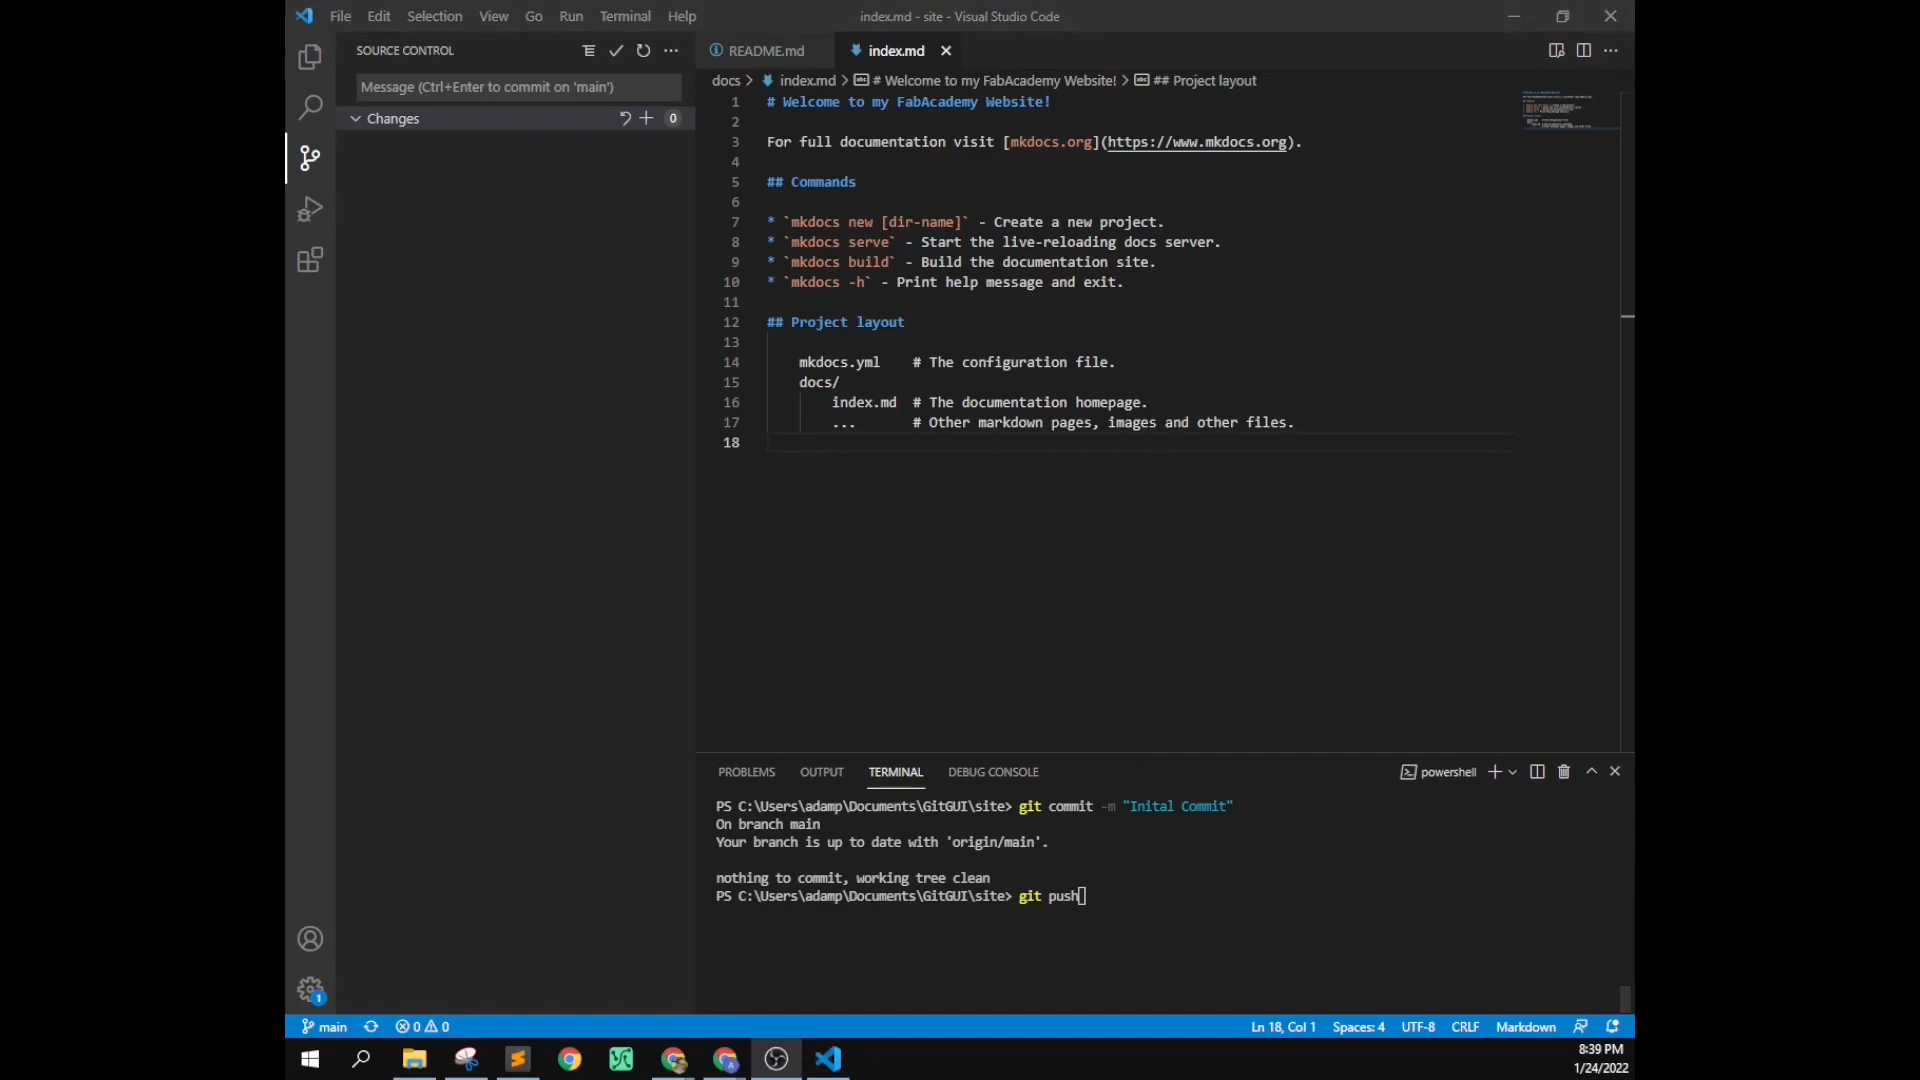 File Edit Selection View Go Run Terminal Help
index.md - site - Visual Studio Code
SOURCE CONTROL
Message (Ctrl+Enter to commit on 'main')
Changes 0
README.md index.md
docs > index.md > # Welcome to my FabAcademy Website! > ## Project layout
1 # Welcome to my FabAcademy Website!
2
3 For full documentation visit [mkdocs.org](https://www.mkdocs.org).
4
5 ## Commands
6
7 * `mkdocs new [dir-name]` - Create a new project.
8 * `mkdocs serve` - Start the live-reloading docs server.
9 * `mkdocs build` - Build the documentation site.
10 * `mkdocs -h` - Print help message and exit.
11
12 ## Project layout
13
14 mkdocs.yml # The configuration file.
15 docs/
16 index.md # The documentation homepage.
17 ... # Other markdown pages, images and other files.
18
PROBLEMS OUTPUT TERMINAL DEBUG CONSOLE
powershell
PS C:\Users\adamp\Documents\GitGUI\site> git commit -m "Inital Commit"
On branch main
Your branch is up to date with 'origin/main'.
nothing to commit, working tree clean
PS C:\Users\adamp\Documents\GitGUI\site> git push
1
main 0 0
Ln 18, Col 1 Spaces: 4 UTF-8 CRLF Markdown
8:39 PM
1/24/2022